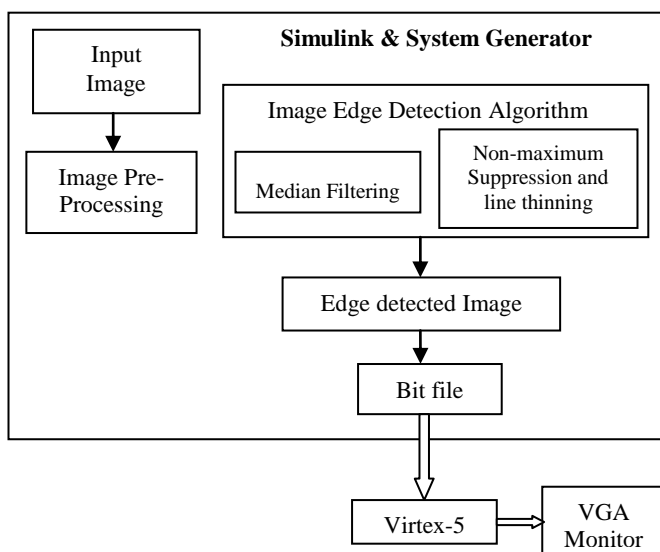 Simulink & System Generator
Input
Image
Image Pre-
Processing
Image Edge Detection Algorithm
Median Filtering
Non-maximum
Suppression and
line thinning
Edge detected Image
Bit file
Virtex-5
VGA
Monitor